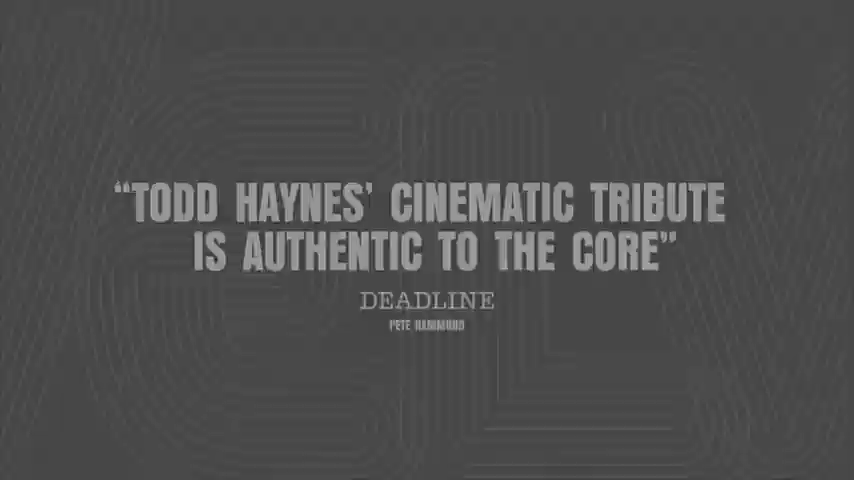 “TODD HAYNES’ CINEMATIC TRIBUTE
IS AUTHENTIC TO THE CORE”
DEADLINE
PETE HAMMOND